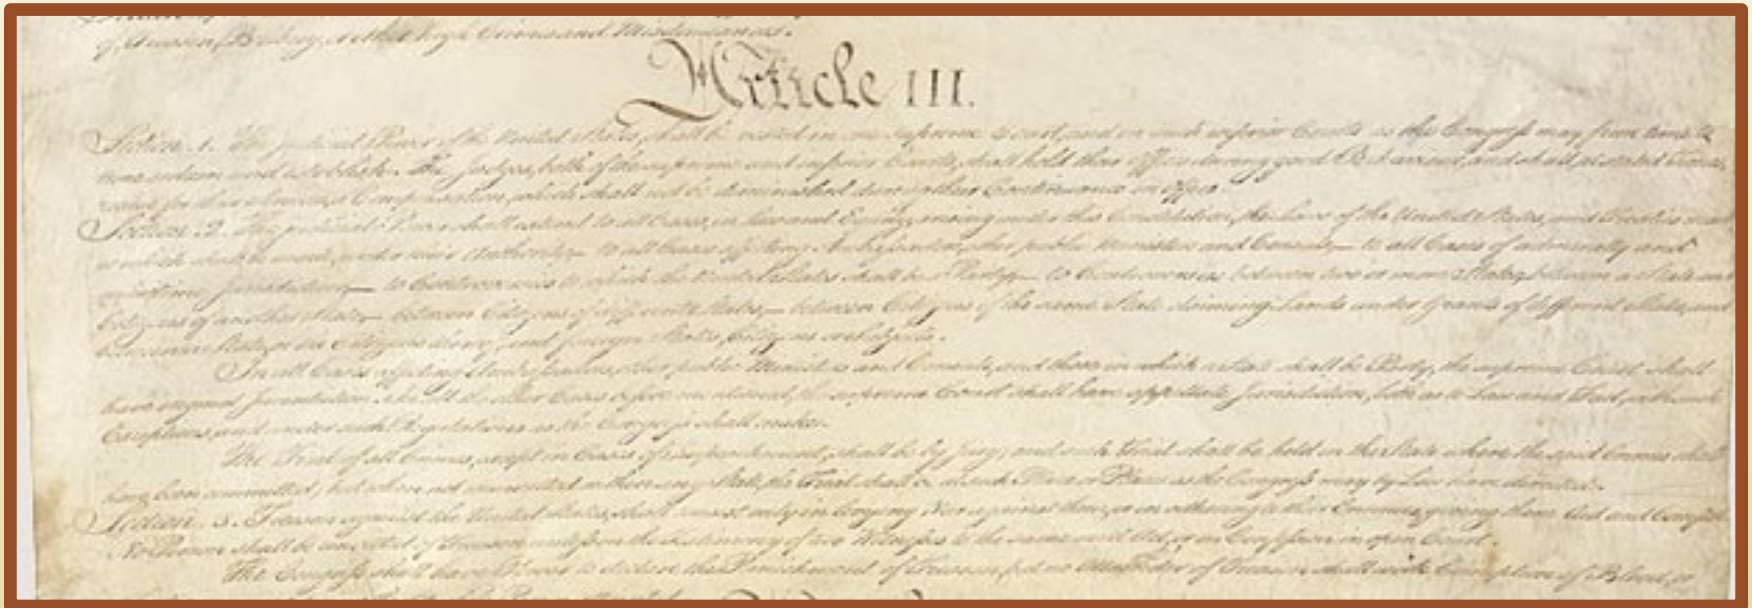 of Treason, Bribery, or other high Crimes and Misdemeanors.
Article III.
Section. 1. The judicial Power of the United States, shall be vested in one supreme Court, and in such inferior Courts as the Congress may from time to
time ordain and establish. The Judges, both of the supreme and inferior Courts, shall hold their Offices during good Behaviour, and shall, at stated Times,
receive for their Services, a Compensation, which shall not be diminished during their Continuance in Office.
Section. 2. The judicial Power shall extend to all Cases, in Law and Equity, arising under this Constitution, the Laws of the United States, and Treaties made
or which shall be made, under their Authority;— to all Cases affecting Ambassadors, other public Ministers and Consuls;— to all Cases of admiralty and
maritime Jurisdiction;— to Controversies to which the United States shall be a Party;— to Controversies between two or more States;— between a State and
Citizens of another State;— between Citizens of different States,— between Citizens of the same State claiming Lands under Grants of different States, and
between a State, or the Citizens thereof, and foreign States, Citizens or Subjects.
In all Cases affecting Ambassadors, other public Ministers and Consuls, and those in which a State shall be Party, the supreme Court shall
have original Jurisdiction. In all the other Cases before mentioned, the supreme Court shall have appellate Jurisdiction, both as to Law and Fact, with such
Exceptions, and under such Regulations as the Congress shall make.
The Trial of all Crimes, except in Cases of Impeachment, shall be by Jury; and such Trial shall be held in the State where the said Crimes shall
have been committed; but when not committed within any State, the Trial shall be at such Place or Places as the Congress may by Law have directed.
Section. 3. Treason against the United States, shall consist only in levying War against them, or in adhering to their Enemies, giving them Aid and Comfort.
No Person shall be convicted of Treason unless on the Testimony of two Witnesses to the same overt Act, or on Confession in open Court.
The Congress shall have Power to declare the Punishment of Treason, but no Attainder of Treason shall work Corruption of Blood, or